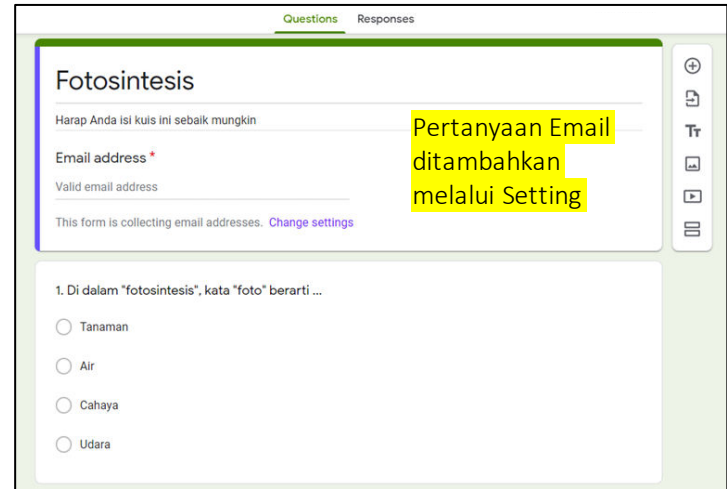 Questions Responses
Fotosintesis
Harap Anda isi kuis ini sebaik mungkin
Email address *
Valid email address
This form is collecting email addresses. Change settings
Pertanyaan Email
ditambahkan
melalui Setting
Tт
1. Di dalam "fotosintesis", kata "foto" berarti ...
Tanaman
Air
Cahaya
Udara